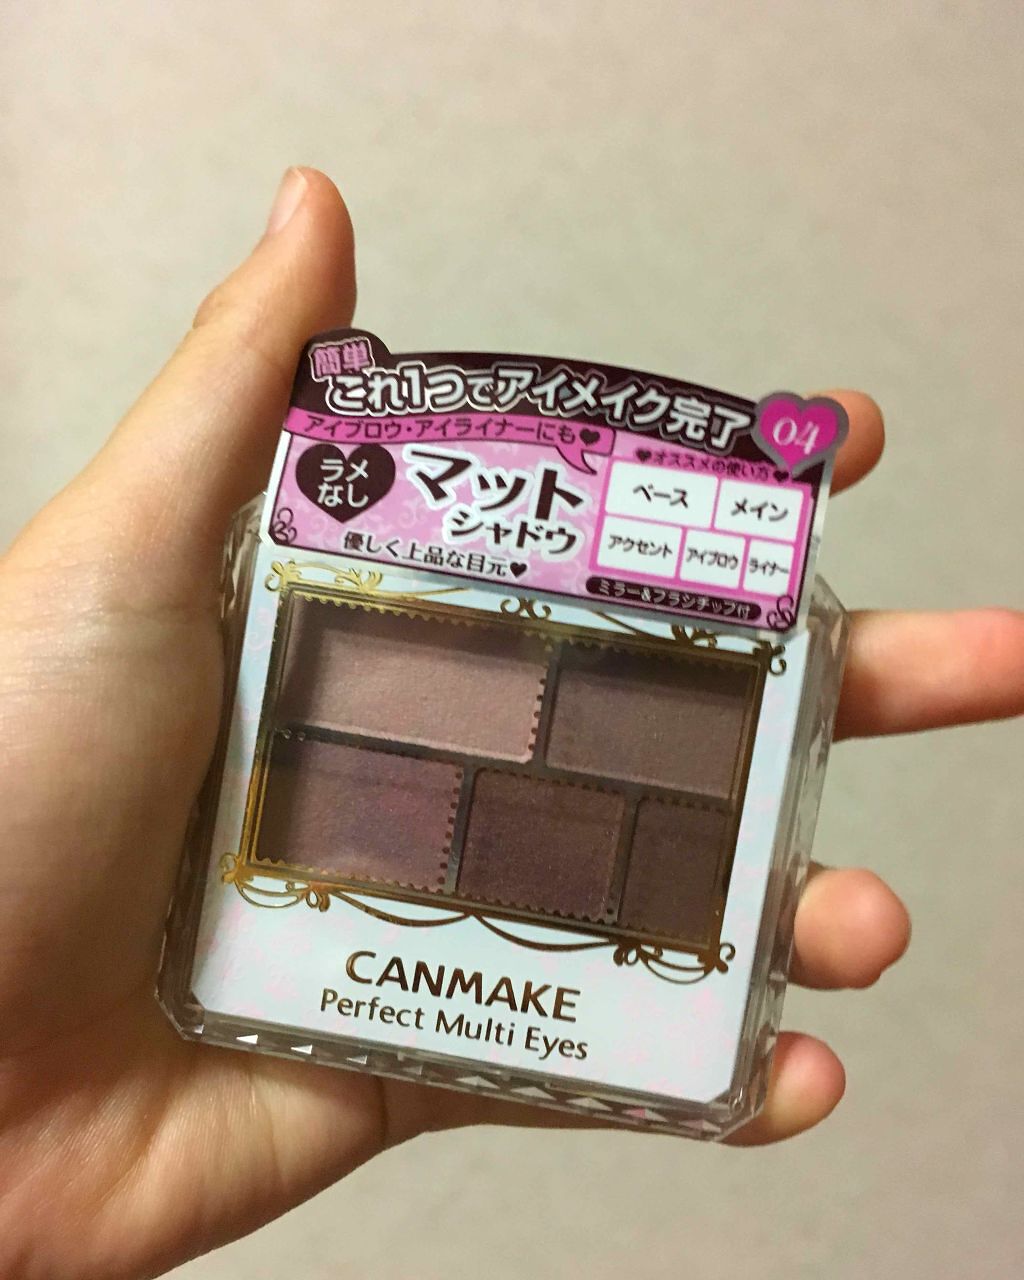 簡単
これ1つでアイメイク完了
04
アイブロウ・アイライナーにも♥
ラメ
なし
マット
シャドウ
優しく上品な目元♥
♥オススメの使い方♥
ベース
メイン
アクセント
アイブロウ
ライナー
ミラー&ブラシチップ付
CANMAKE
Perfect Multi Eyes